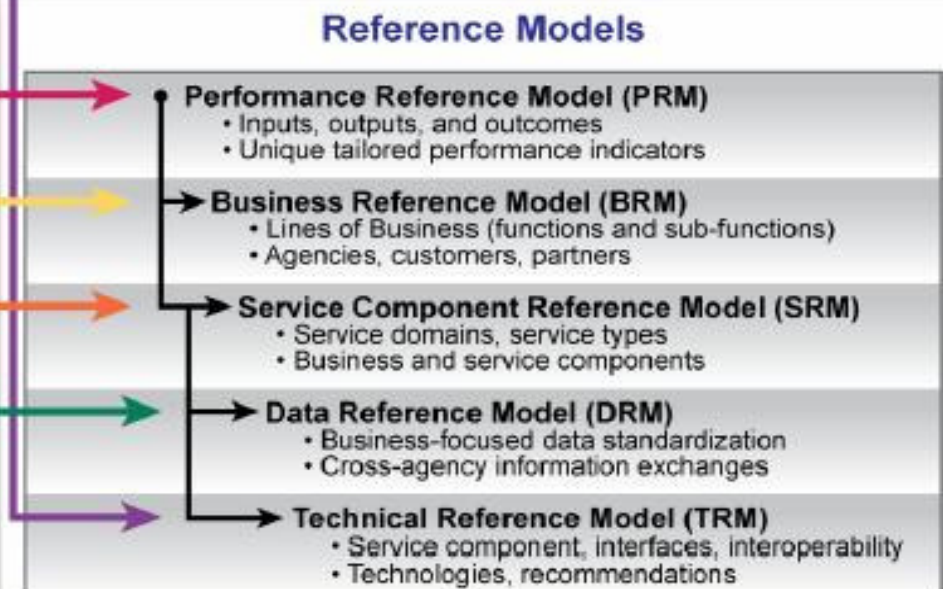 Reference Models
Performance Reference Model (PRM)
• Inputs, outputs, and outcomes
• Unique tailored performance indicators
Business Reference Model (BRM)
• Lines of Business (functions and sub-functions)
• Agencies, customers, partners
Service Component Reference Model (SRM)
• Service domains, service types
• Business and service components
Data Reference Model (DRM)
• Business-focused data standardization
• Cross-agency information exchanges
Technical Reference Model (TRM)
• Service component, interfaces, interoperability
• Technologies, recommendations